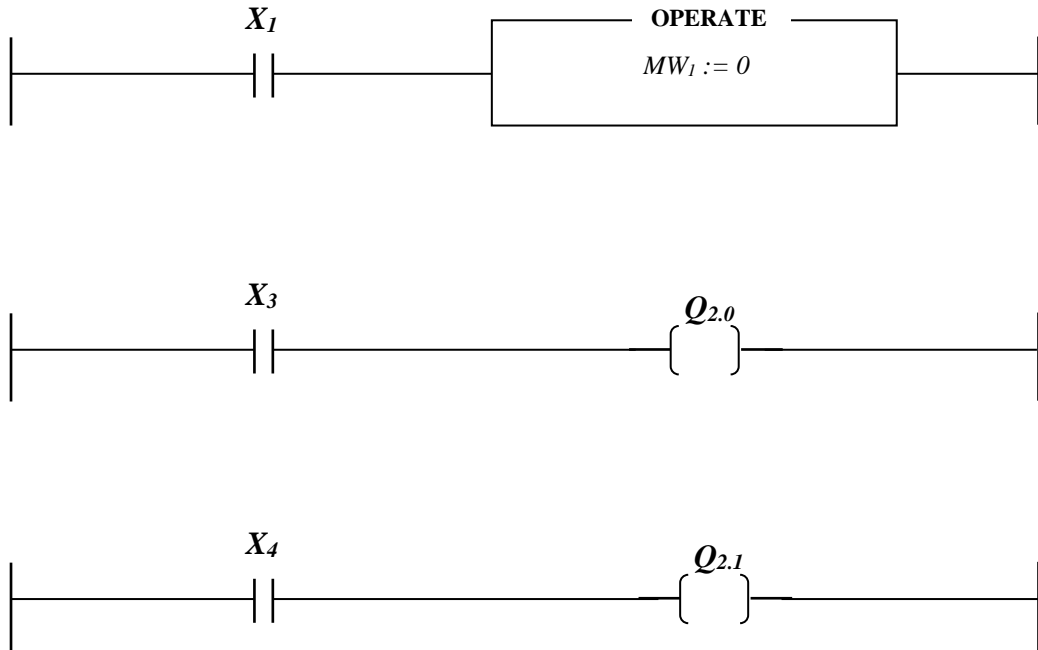 X₁
OPERATE
MW₁ := 0
X₃
Q₂.₀
X₄
Q₂.₁